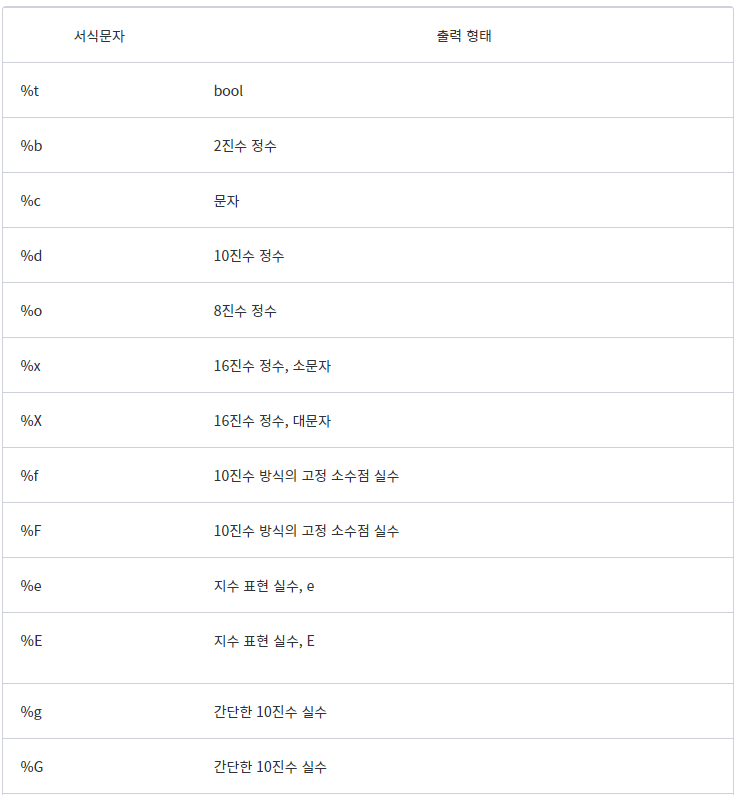 서식문자 출력 형태
%t bool
%b 2진수 정수
%c 문자
%d 10진수 정수
%o 8진수 정수
%x 16진수 정수, 소문자
%X 16진수 정수, 대문자
%f 10진수 방식의 고정 소수점 실수
%F 10진수 방식의 고정 소수점 실수
%e 지수 표현 실수, e
%E 지수 표현 실수, E
%g 간단한 10진수 실수
%G 간단한 10진수 실수